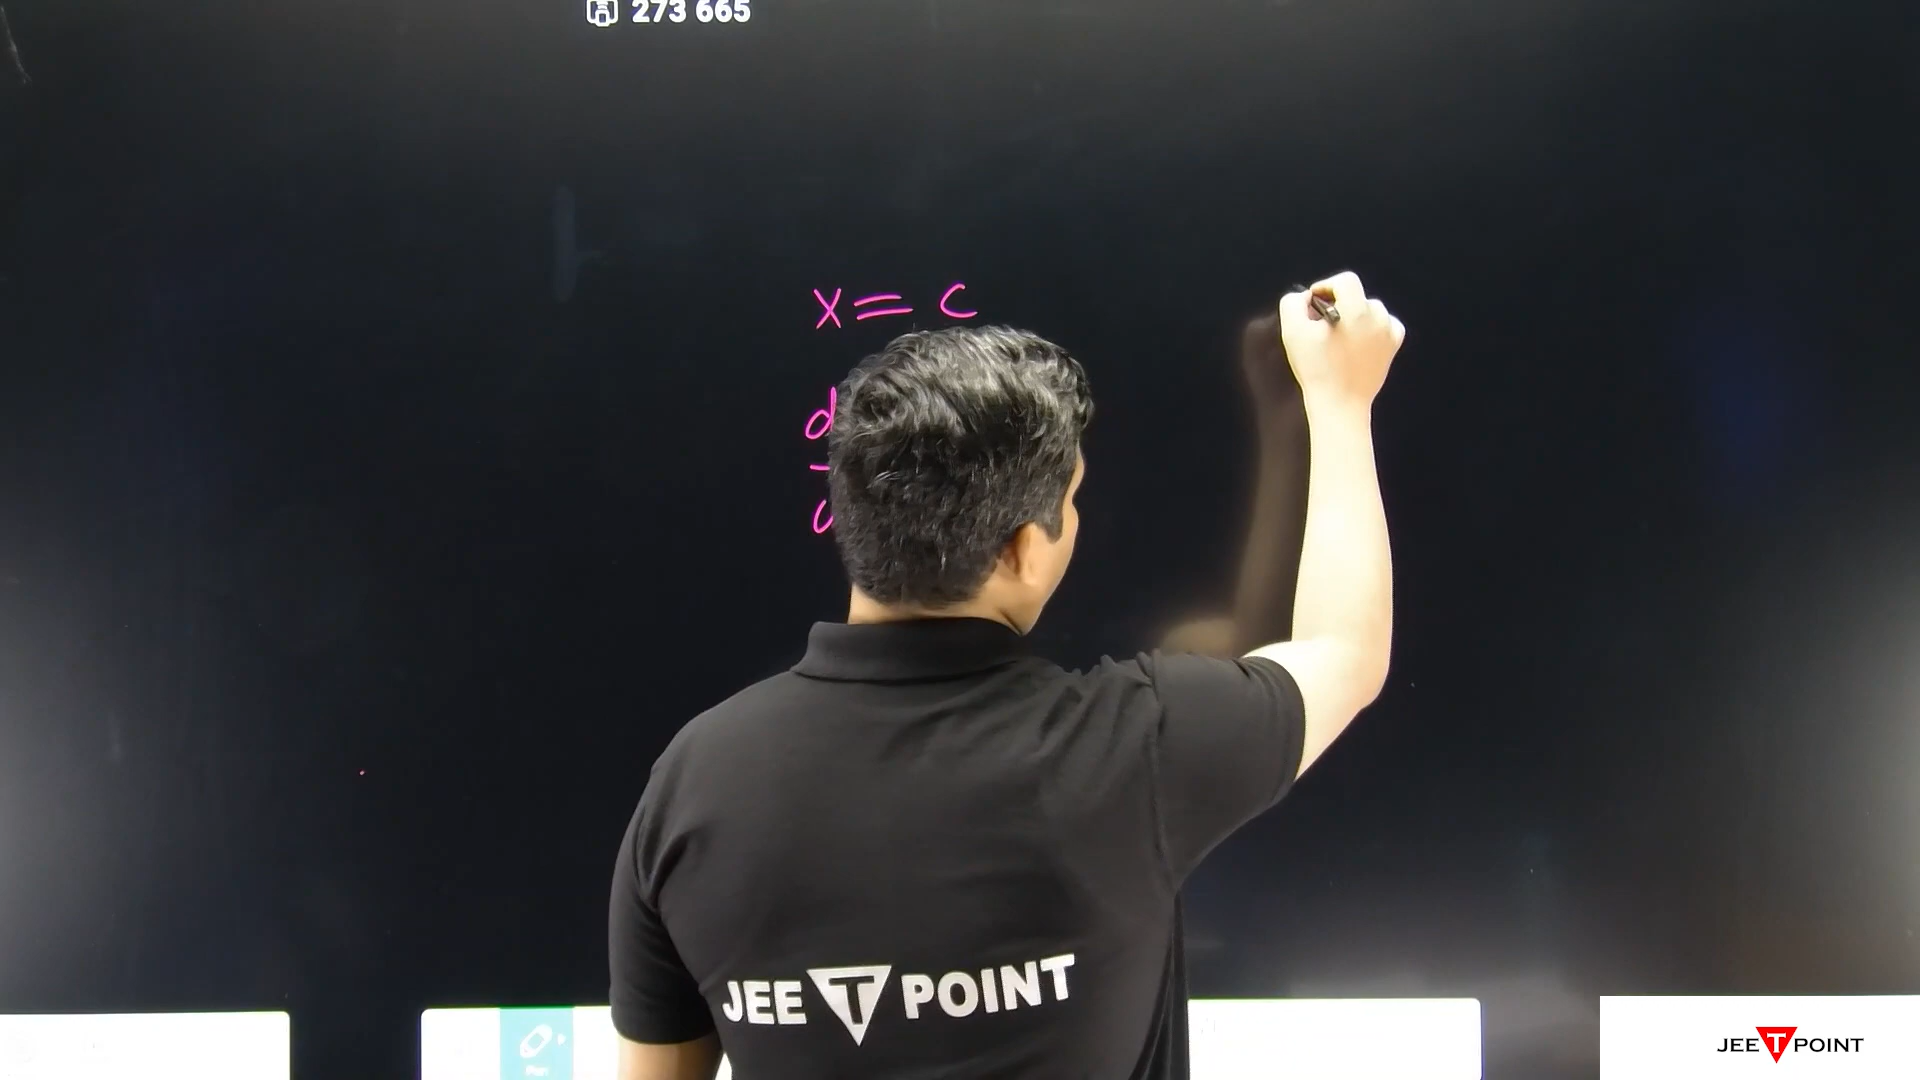 273 665
x = c
d
JEE T POINT
JEE T POINT